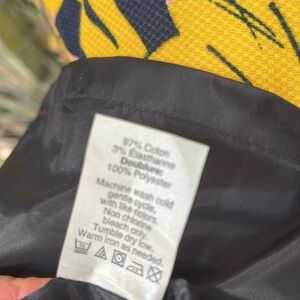 97% Coton
3% Elasthanne
Doublure:
100% Polyester
Machine wash cold
gentle cycle,
with like colors.
Non chlorine
bleach only.
Tumble dry low.
Warm iron as needed.